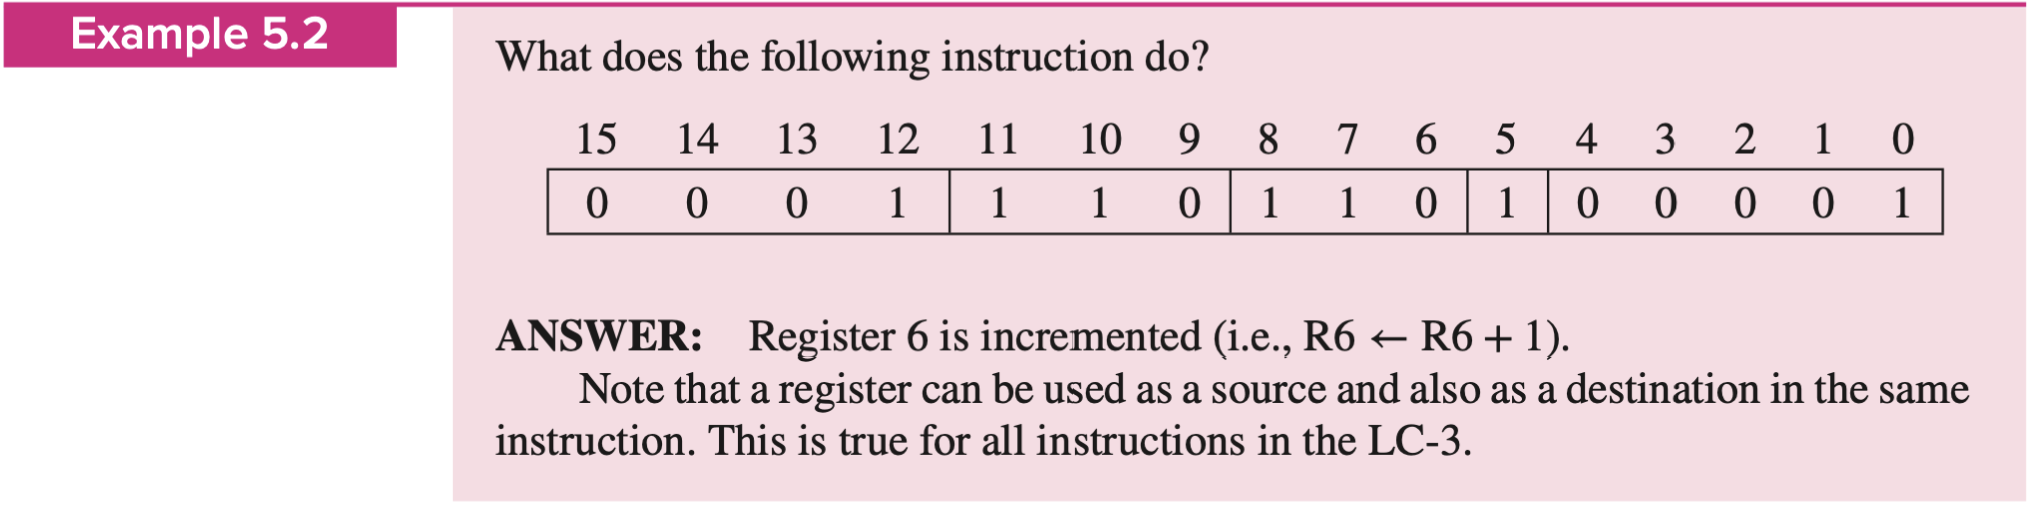 Example 5.2
What does the following instruction do?
15 14 13 12 11 10 9 8 7 6 5 4 3 2 1 0
0 0 0 1 1 1 0 1 1 0 1 0 0 0 0 1
ANSWER: Register 6 is incremented (i.e., R6 ← R6 + 1).
Note that a register can be used as a source and also as a destination in the same
instruction. This is true for all instructions in the LC-3.